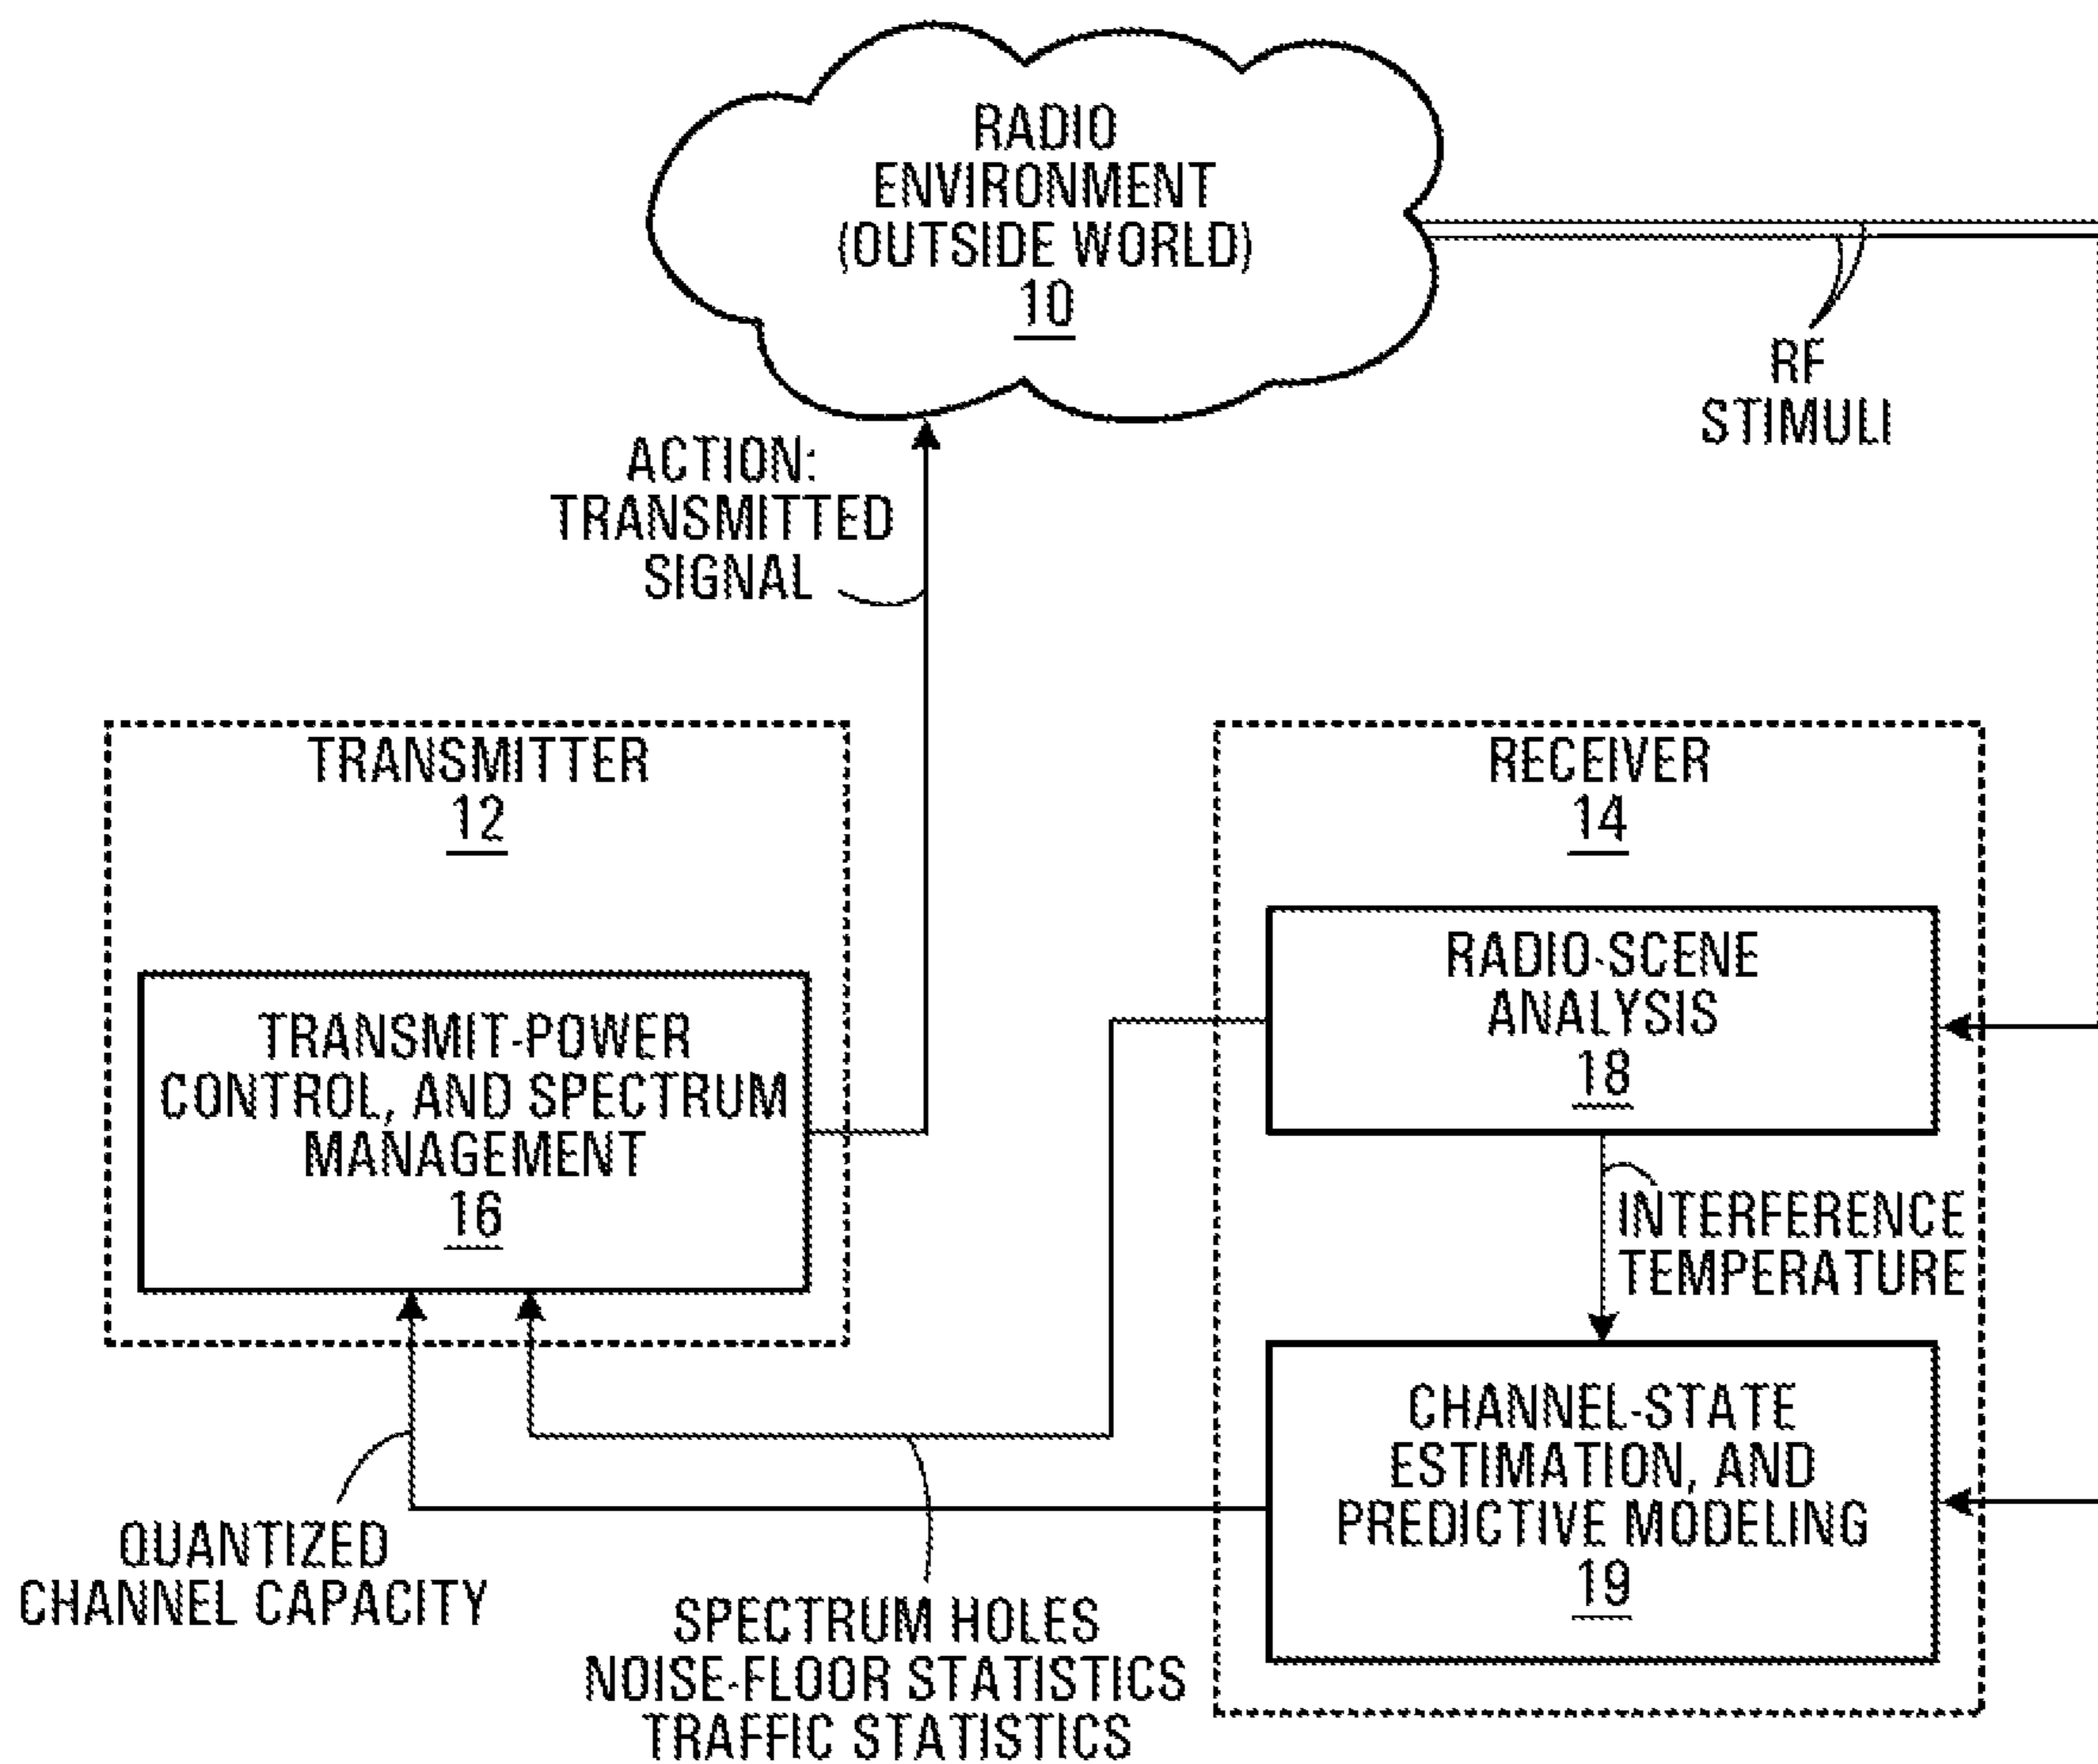 RADIO
ENVIRONMENT
(OUTSIDE WORLD)
10
RF
STIMULI
ACTION:
TRANSMITTED
SIGNAL
TRANSMITTER
12
TRANSMIT-POWER
CONTROL, AND SPECTRUM
MANAGEMENT
16
RECEIVER
14
RADIO-SCENE
ANALYSIS
18
INTERFERENCE
TEMPERATURE
CHANNEL-STATE
ESTIMATION, AND
PREDICTIVE MODELING
19
QUANTIZED
CHANNEL CAPACITY
SPECTRUM HOLES
NOISE-FLOOR STATISTICS
TRAFFIC STATISTICS